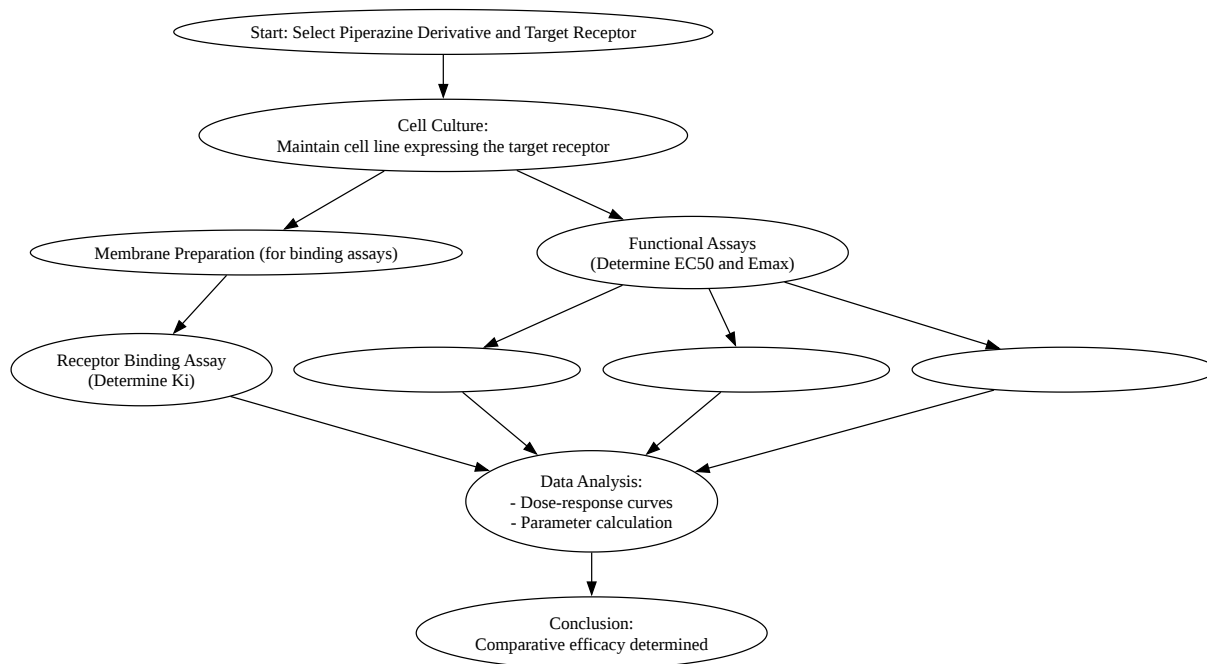 Start: Select Piperazine Derivative and Target Receptor
Cell Culture:
Maintain cell line expressing the target receptor
Membrane Preparation (for binding assays)
Functional Assays
(Determine EC50 and Emax)
Receptor Binding Assay
(Determine Ki)
Data Analysis:
- Dose-response curves
- Parameter calculation
Conclusion:
Comparative efficacy determined